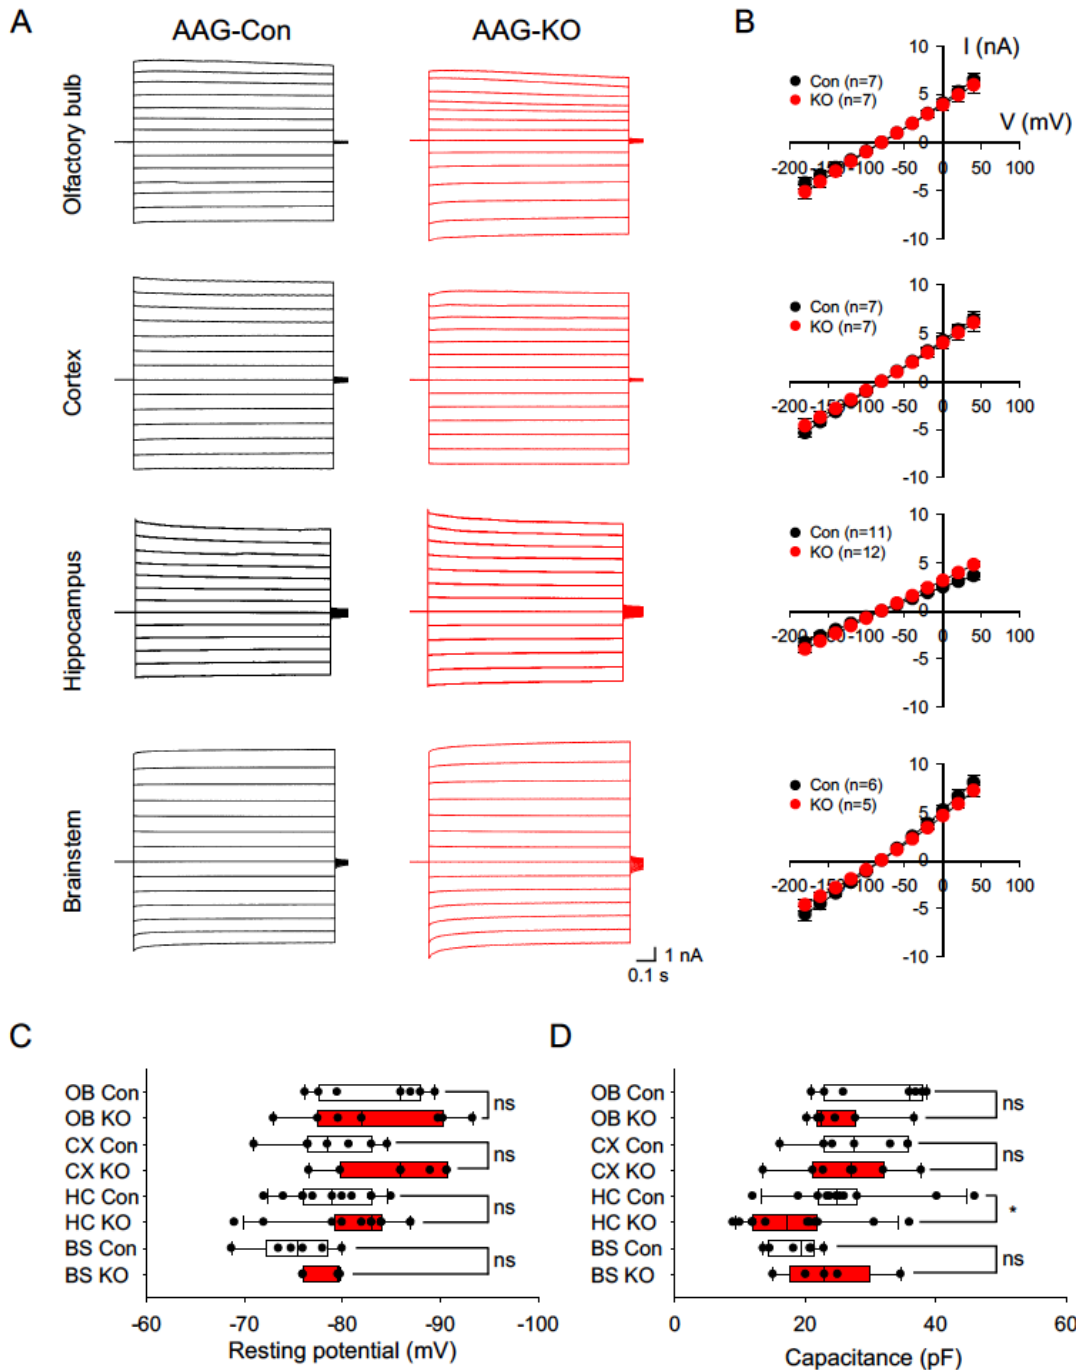 A
AAG-Con
AAG-KO
B
Olfactory bulb
Cortex
Hippocampus
Brainstem
1 nA
0.1 s
I (nA)
V (mV)
Con (n=7)
KO (n=7)
10
5
0
-5
-10
-200 -150 -100 -50 0 50 100
Con (n=7)
KO (n=7)
10
5
0
-5
-10
-200 -150 -100 -50 0 50 100
Con (n=11)
KO (n=12)
10
5
0
-5
-10
-200 -150 -100 -50 0 50 100
Con (n=6)
KO (n=5)
10
5
0
-5
-10
-200 -150 -100 -50 0 50 100
C
OB Con
OB KO
CX Con
CX KO
HC Con
HC KO
BS Con
BS KO
ns
ns
ns
ns
-60 -70 -80 -90 -100
Resting potential (mV)
D
OB Con
OB KO
CX Con
CX KO
HC Con
HC KO
BS Con
BS KO
ns
ns
*
ns
0 20 40 60
Capacitance (pF)